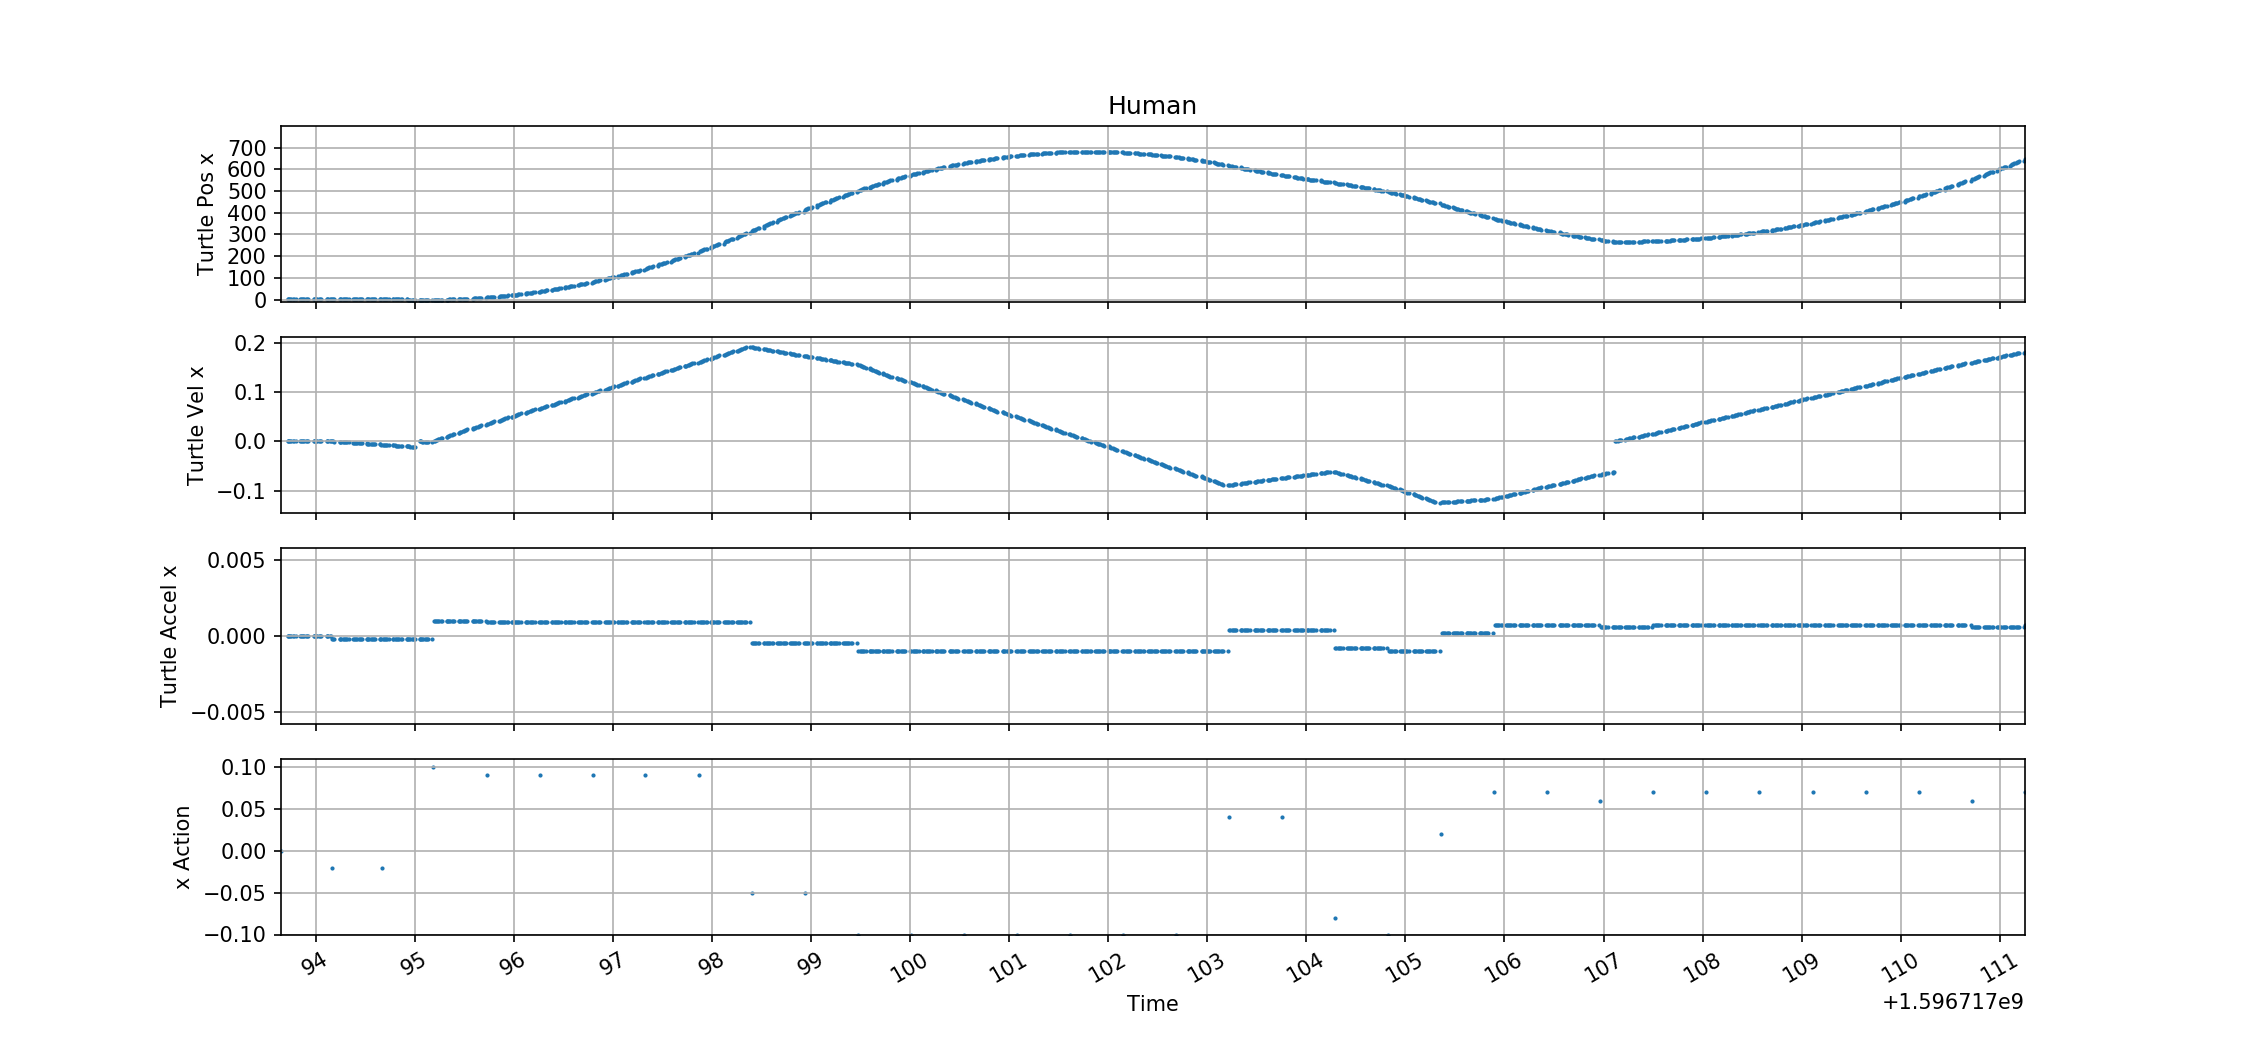 Human
Turtle Pos x
700
600
500
400
300
200
100
0
Turtle Vel x
0.2
0.1
0.0
−0.1
Turtle Accel x
0.005
0.000
−0.005
x Action
0.10
0.05
0.00
−0.05
−0.10
94 95 96 97 98 99 100 101 102 103 104 105 106 107 108 109 110 111
Time
+1.596717e9